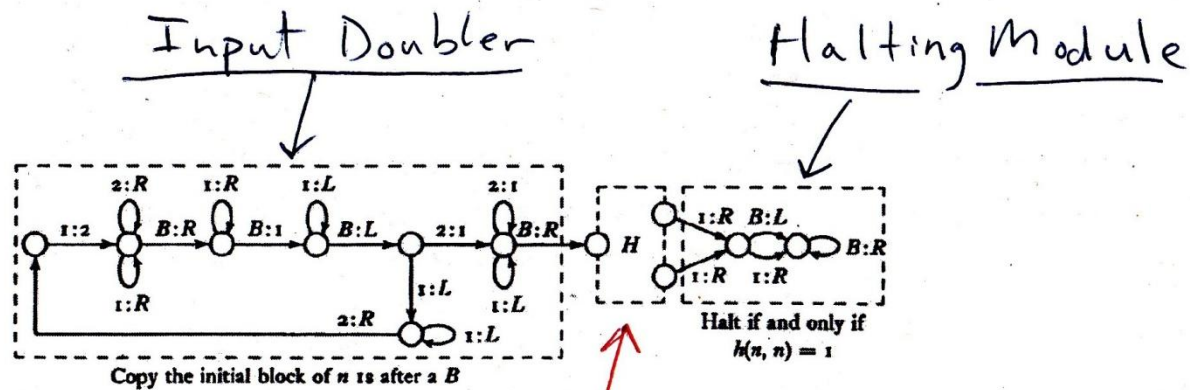 Input Doubler
Halting Module
2:R 1:R 1:L 2:1
1:2 B:R B:1 B:L 2:1 B:R H 1:R B:L B:R
1:R 1:L 1:L 1:R 1:R
2:R 1:L
Copy the initial block of n 1s after a B
Halt if and only if
h(n, n) = 1